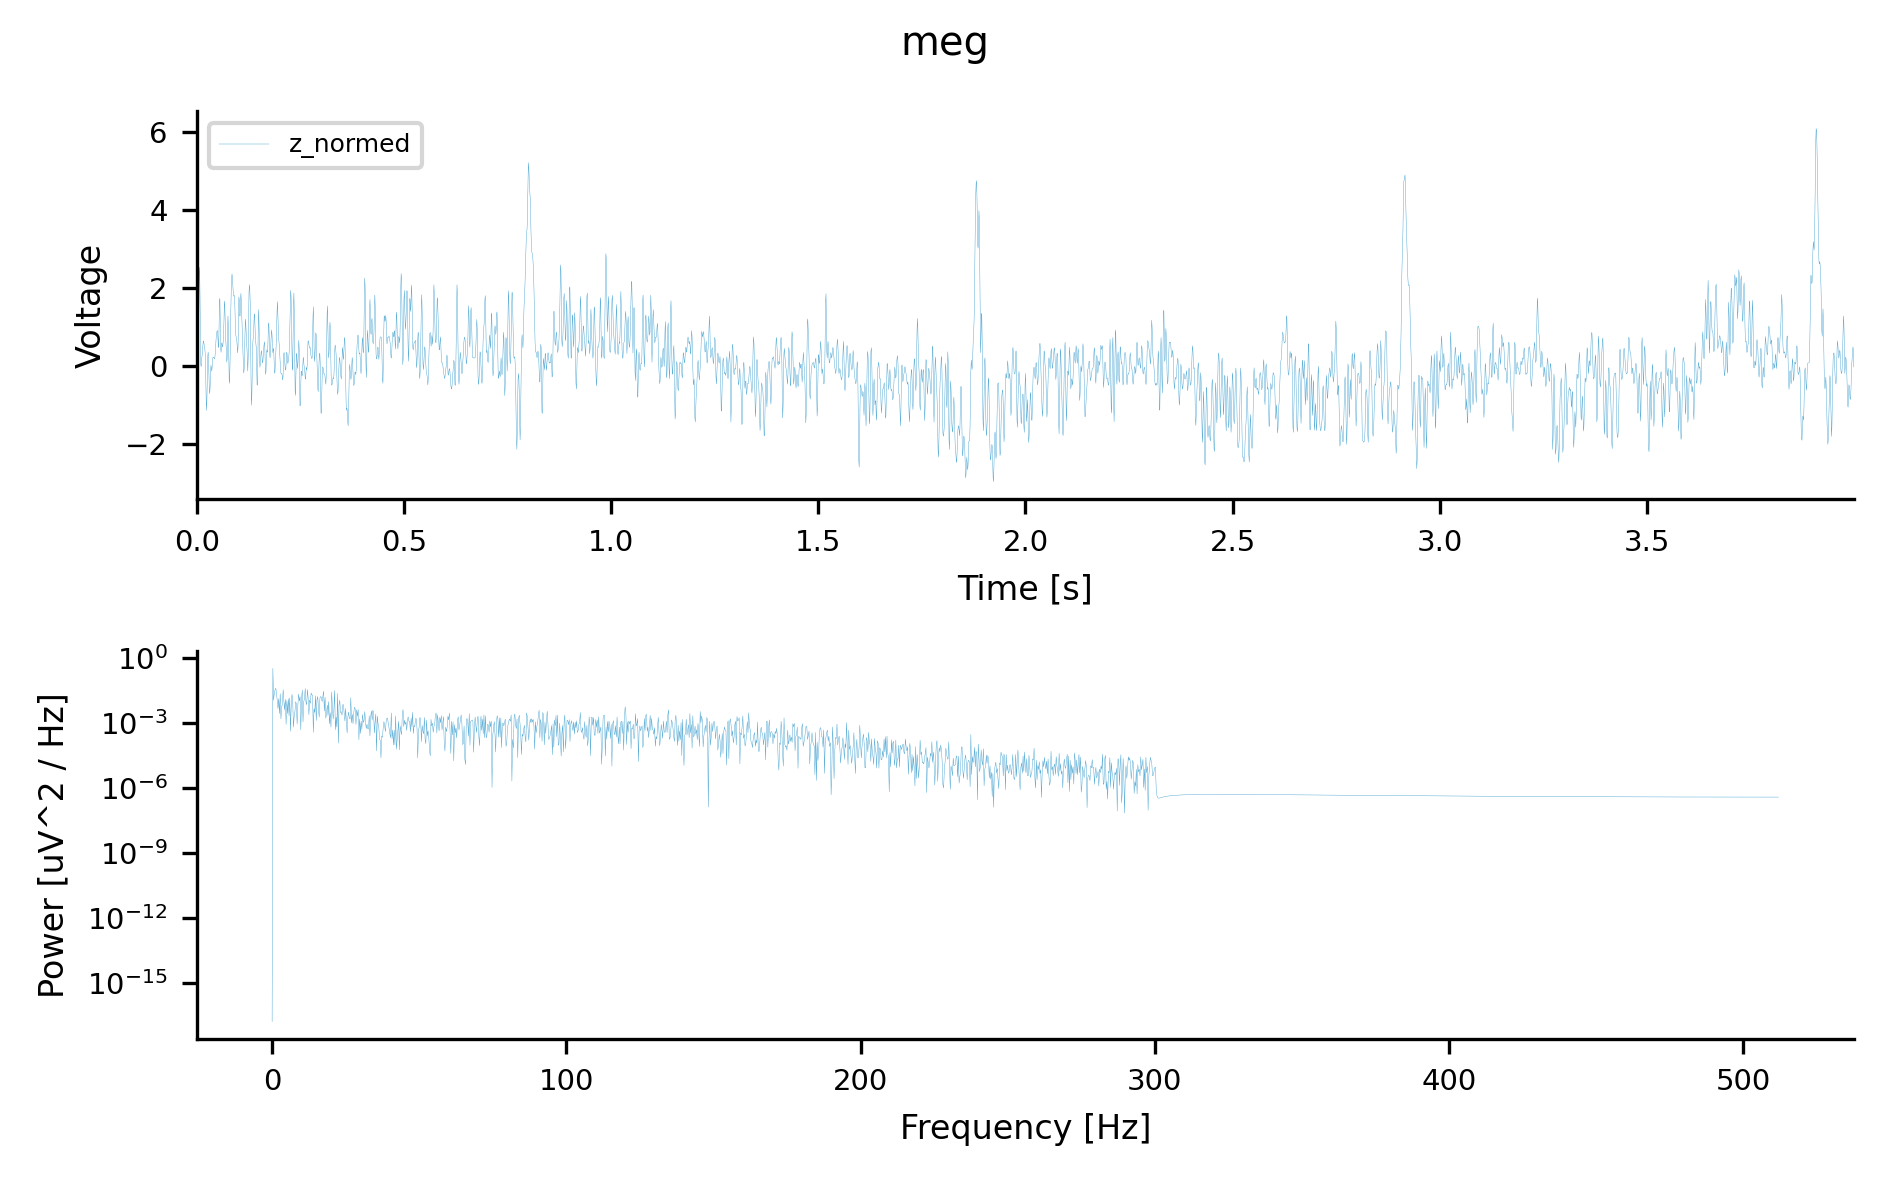 meg
z_normed
6
4
2
0
−2
Voltage
0.0 0.5 1.0 1.5 2.0 2.5 3.0 3.5
Time [s]
10⁰
10⁻³
10⁻⁶
10⁻⁹
10⁻¹²
10⁻¹⁵
Power [uV^2 / Hz]
0 100 200 300 400 500
Frequency [Hz]